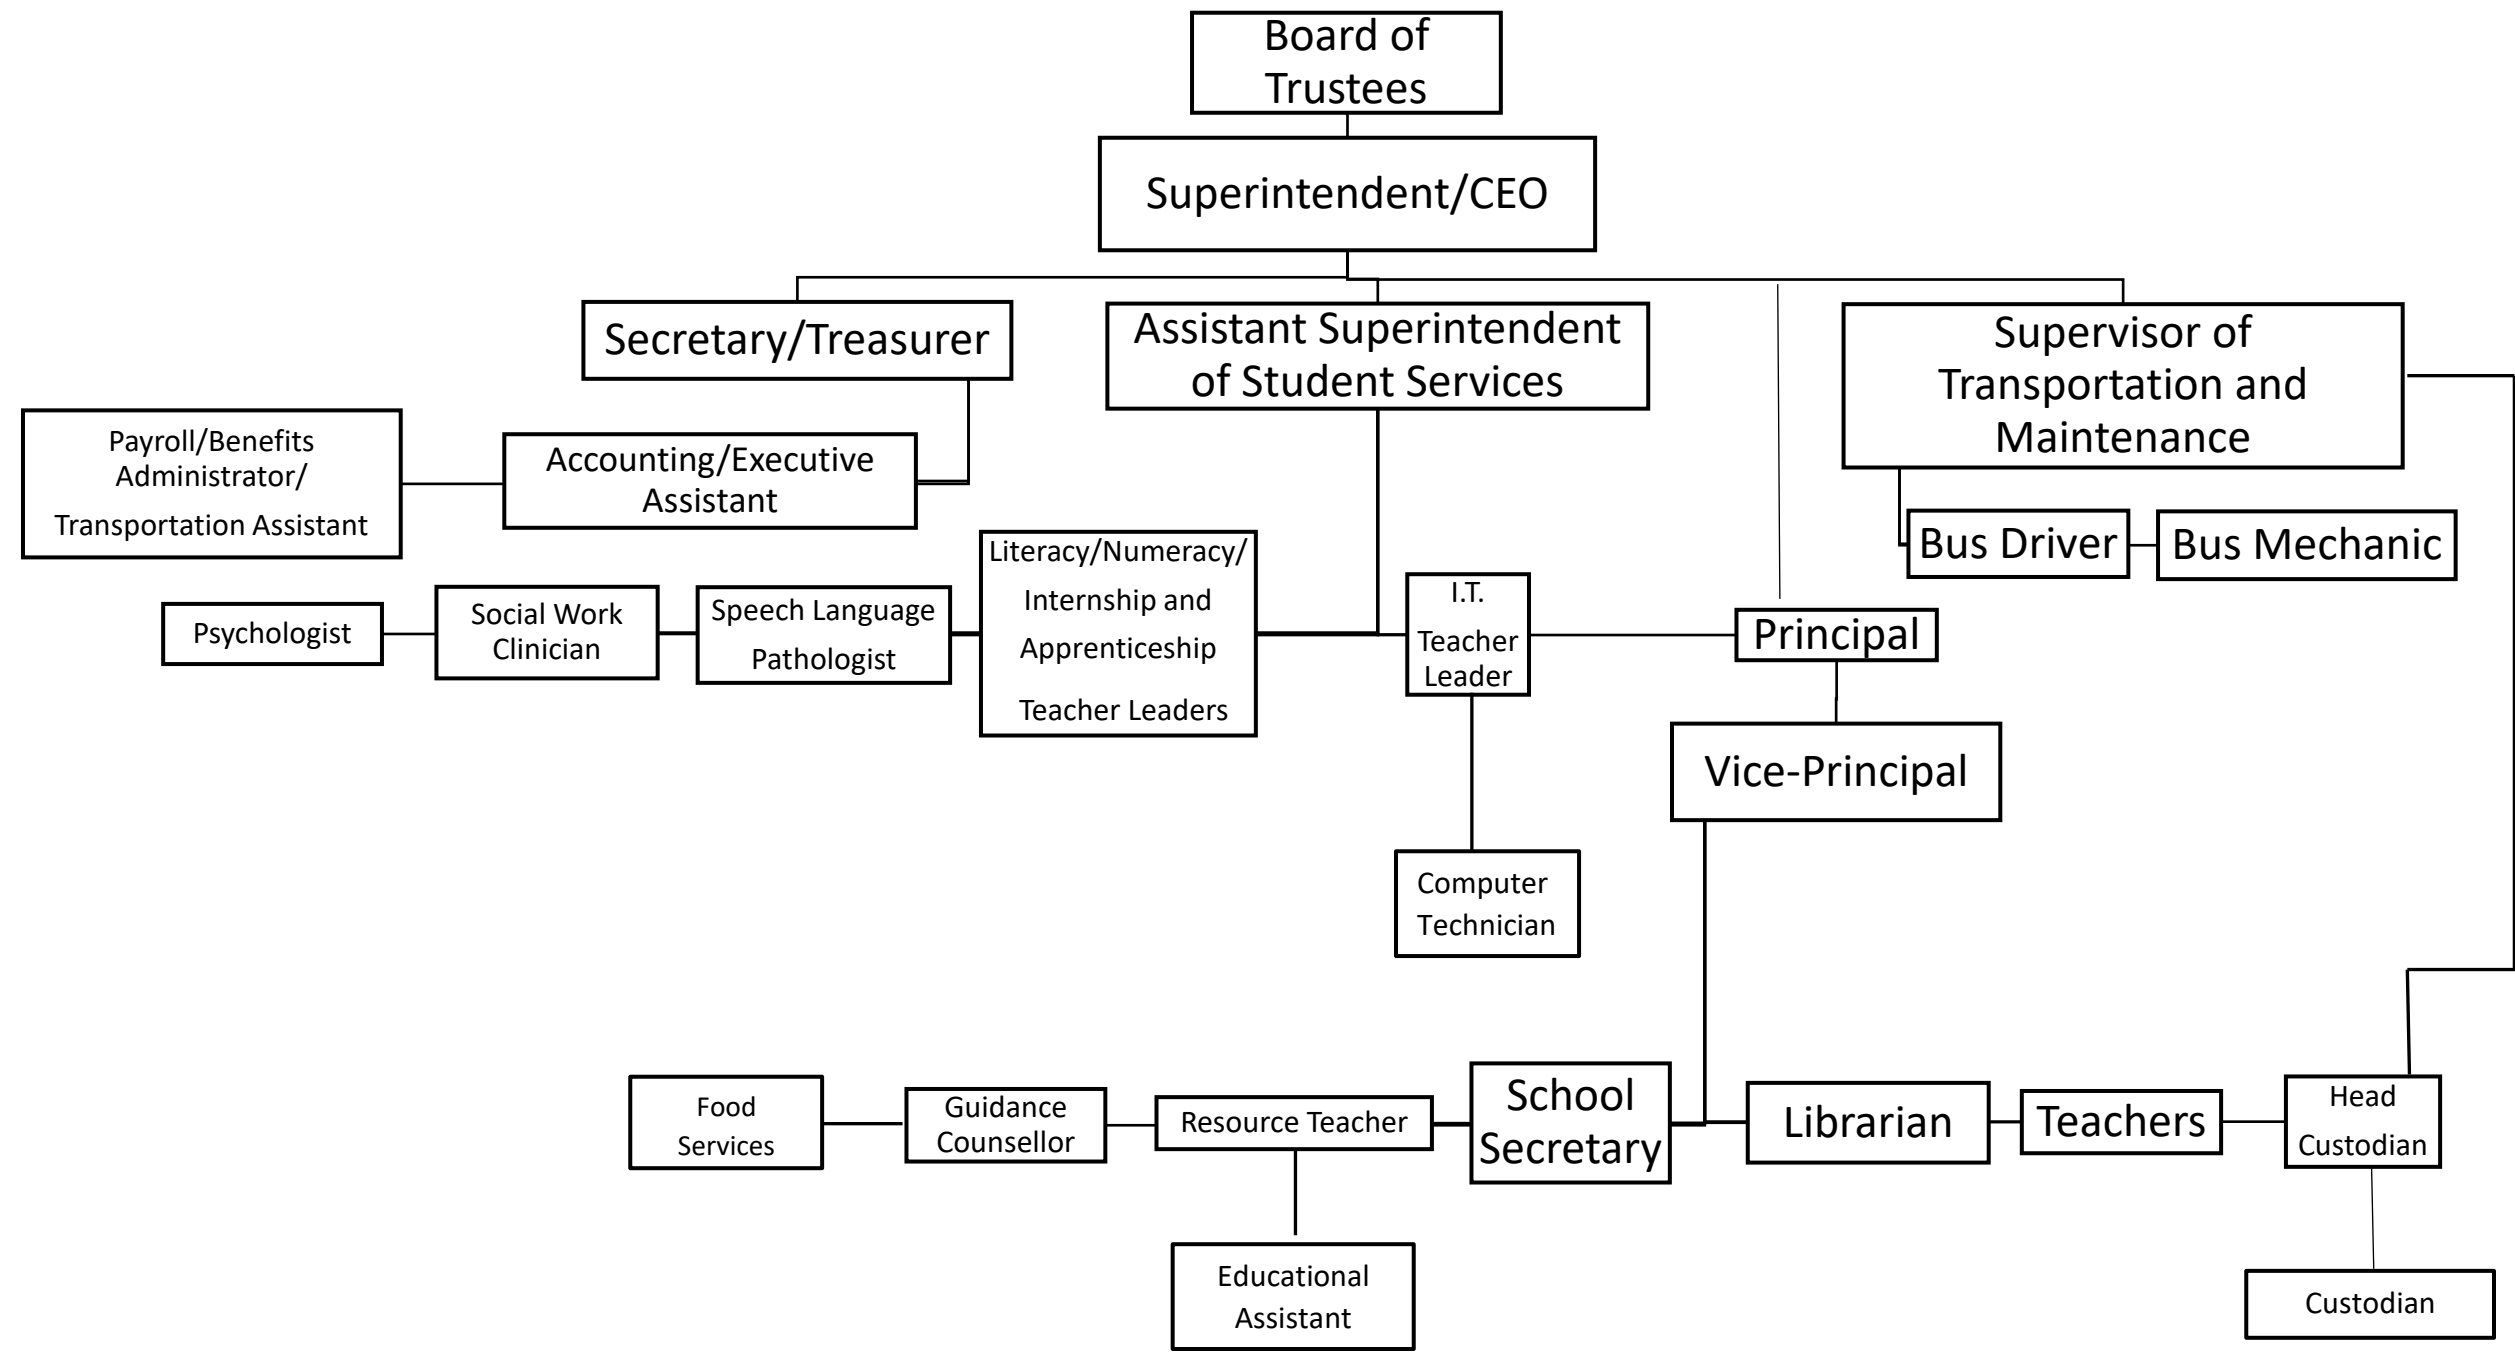 Board of
Trustees
Superintendent/CEO
Secretary/Treasurer
Assistant Superintendent
of Student Services
Supervisor of
Transportation and
Maintenance
Payroll/Benefits
Administrator/
Transportation Assistant
Accounting/Executive
Assistant
Bus Driver
Bus Mechanic
Psychologist
Social Work
Clinician
Speech Language
Pathologist
Literacy/Numeracy/
Internship and
Apprenticeship
Teacher Leaders
I.T.
Teacher
Leader
Principal
Vice-Principal
Computer
Technician
Food
Services
Guidance
Counsellor
Resource Teacher
School
Secretary
Librarian
Teachers
Head
Custodian
Educational
Assistant
Custodian